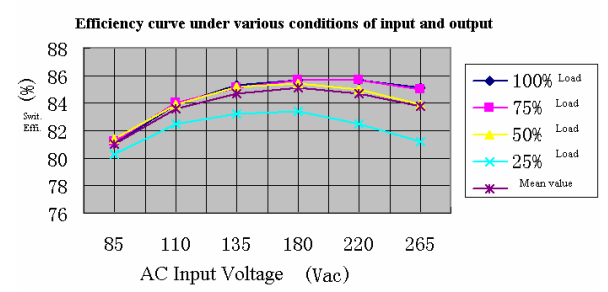 Efficiency curve under various conditions of input and output
88
86
84
82
80
78
76
(%)
Swit.
Effi.
85 110 135 180 220 265
AC Input Voltage (Vac)
100% Load
75% Load
50% Load
25% Load
Mean value